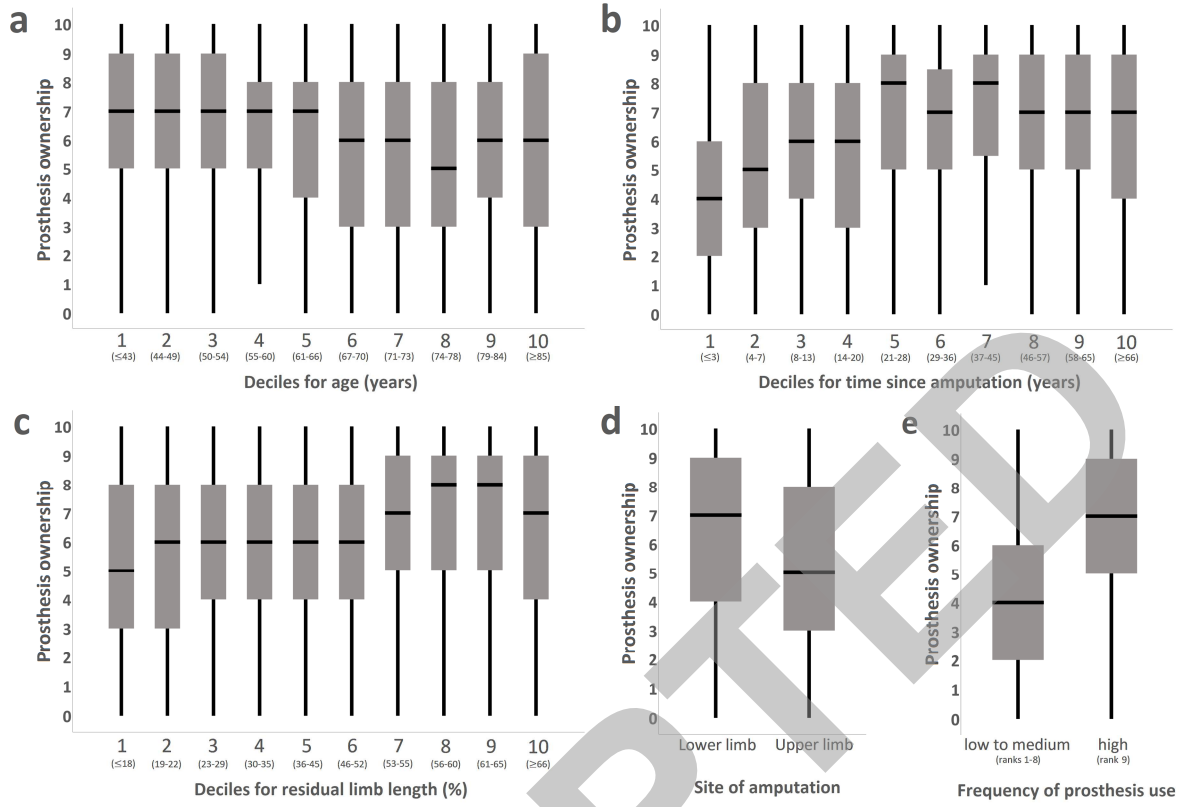 a
Prosthesis ownership
10
9
8
7
6
5
4
3
2
1
0
1 2 3 4 5 6 7 8 9 10
(≤43) (44-49) (50-54) (55-60) (61-66) (67-70) (71-73) (74-78) (79-84) (≥85)
Deciles for age (years)
b
Prosthesis ownership
10
9
8
7
6
5
4
3
2
1
0
1 2 3 4 5 6 7 8 9 10
(≤3) (4-7) (8-13) (14-20) (21-28) (29-36) (37-45) (46-57) (58-65) (≥66)
Deciles for time since amputation (years)
c
Prosthesis ownership
10
9
8
7
6
5
4
3
2
1
0
1 2 3 4 5 6 7 8 9 10
(≤18) (19-22) (23-29) (30-35) (36-45) (46-52) (53-55) (56-60) (61-65) (≥66)
Deciles for residual limb length (%)
d
Prosthesis ownership
10
9
8
7
6
5
4
3
2
1
0
Lower limb Upper limb
Site of amputation
e
Prosthesis ownership
10
9
8
7
6
5
4
3
2
1
0
low to medium high
(ranks 1-8) (rank 9)
Frequency of prosthesis use
PTED